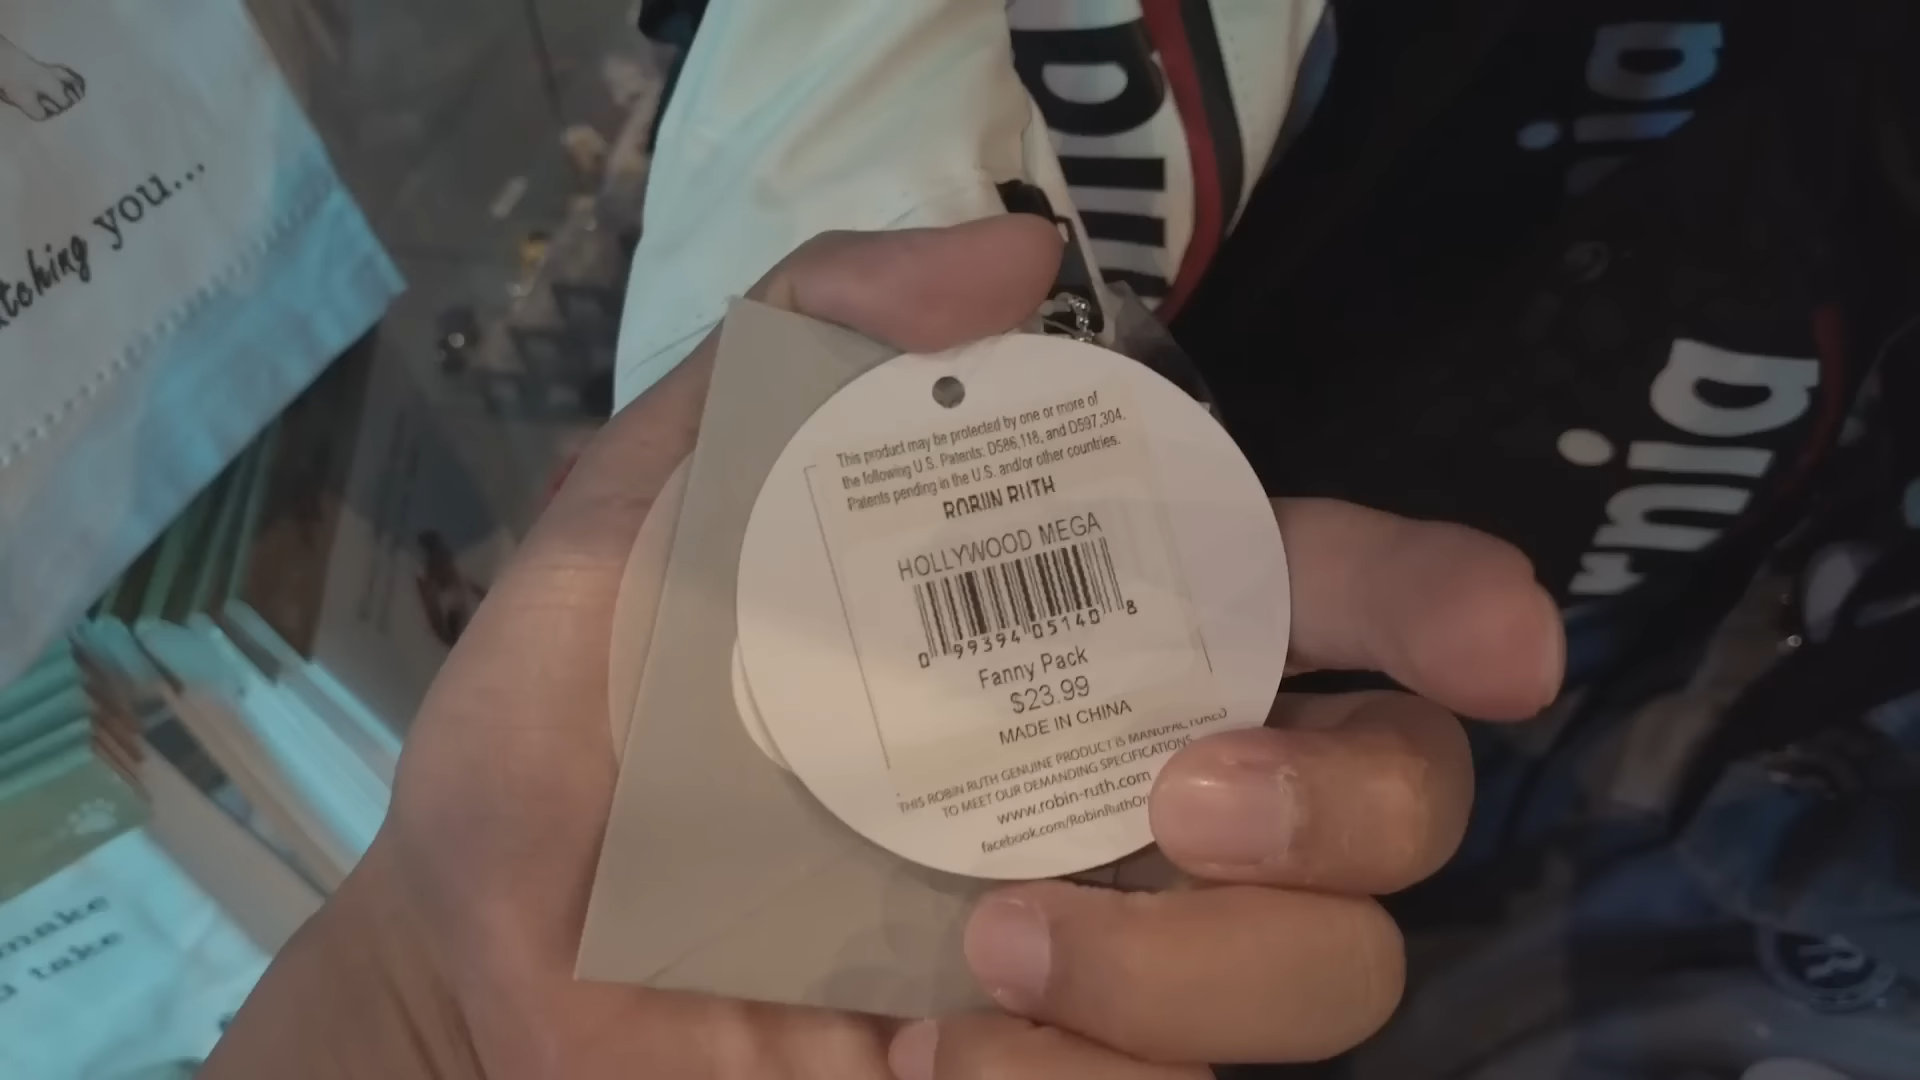 you...
This product may be protected by one or more of
the following U.S. Patents: D586,118, and D597,304.
Patents pending in the U.S. and/or other countries.
ROBIN RUTH
HOLLYWOOD MEGA
0 99394 05140 8
Fanny Pack
$23.99
MADE IN CHINA
THIS ROBIN RUTH GENUINE PRODUCT IS MANUFACTURED
TO MEET OUR DEMANDING SPECIFICATIONS
www.robin-ruth.com
make
take
R